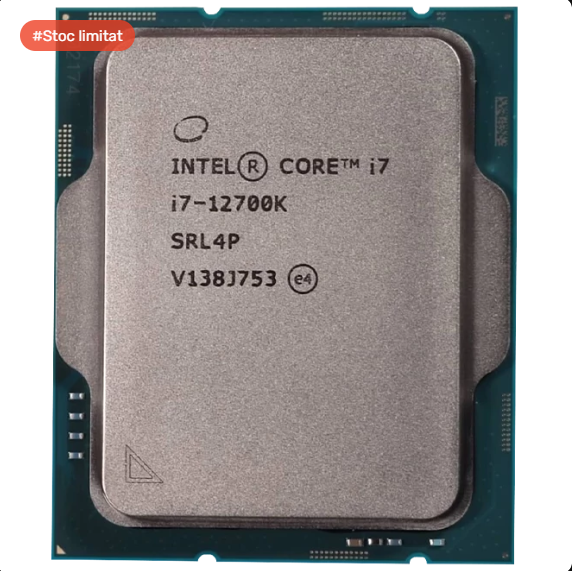 #Stoc limitat
INTEL® CORE™ i7
i7-12700K
SRL4P
V138J753 e4